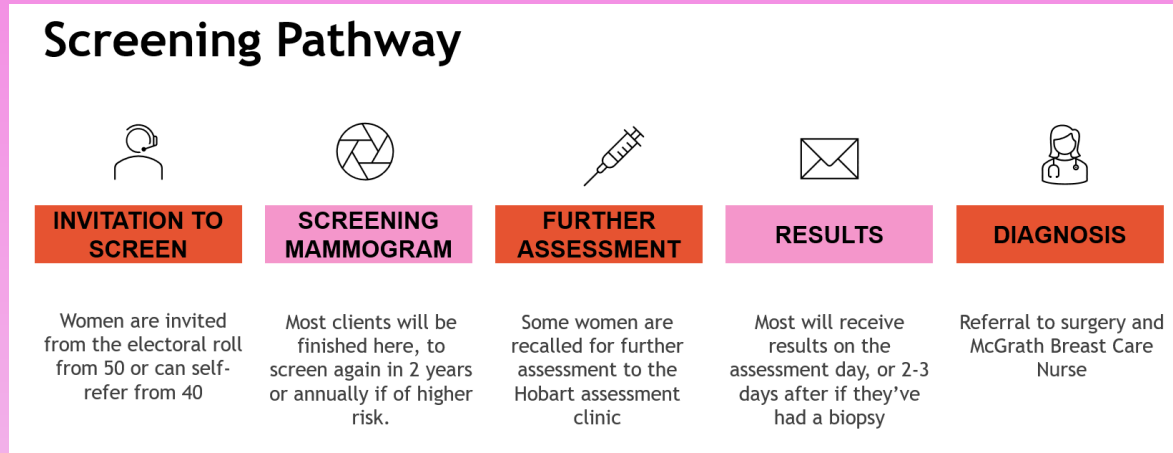 Screening Pathway
INVITATION TO
SCREEN
Women are invited
from the electoral roll
from 50 or can self-
refer from 40
SCREENING
MAMMOGRAM
Most clients will be
finished here, to
screen again in 2 years
or annually if of higher
risk.
FURTHER
ASSESSMENT
Some women are
recalled for further
assessment to the
Hobart assessment
clinic
RESULTS
Most will receive
results on the
assessment day, or 2-3
days after if they’ve
had a biopsy
DIAGNOSIS
Referral to surgery and
McGrath Breast Care
Nurse